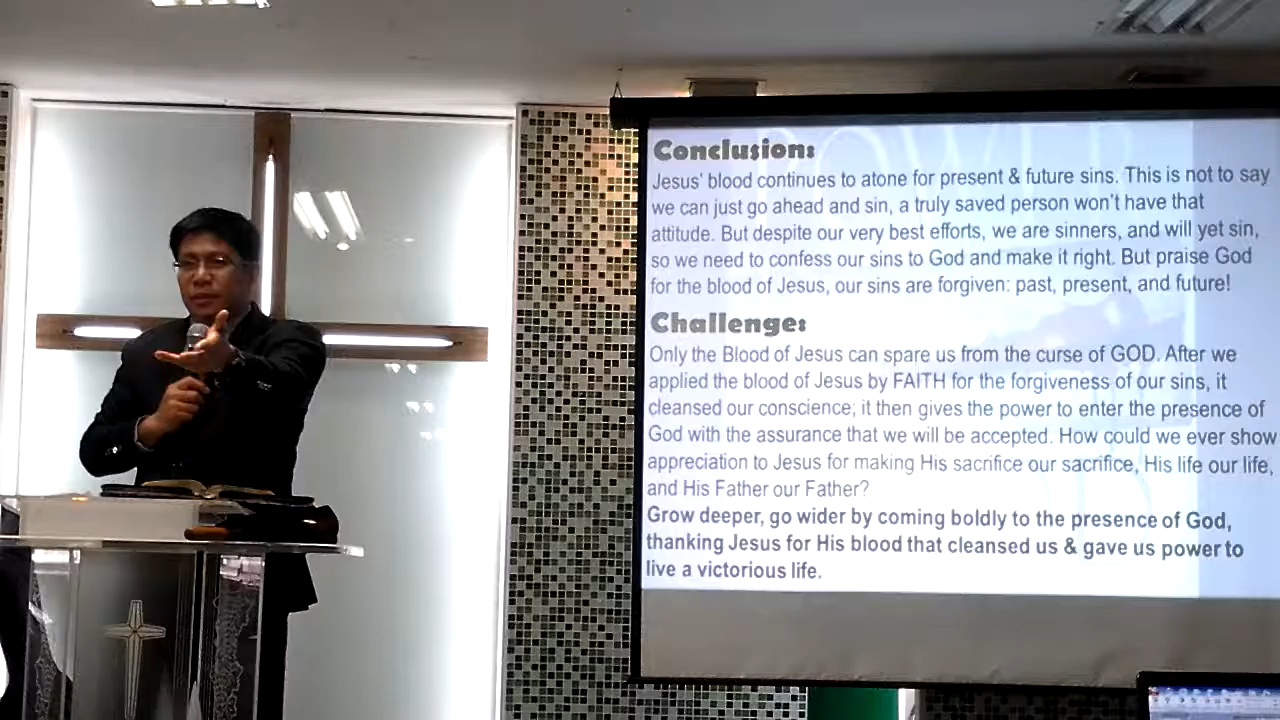 Conclusion:
Jesus' blood continues to atone for present & future sins. This is not to say
we can just go ahead and sin, a truly saved person won't have that
attitude. But despite our very best efforts, we are sinners, and will yet sin,
so we need to confess our sins to God and make it right. But praise God
for the blood of Jesus, our sins are forgiven: past, present, and future!
Challenge:
Only the Blood of Jesus can spare us from the curse of GOD. After we
applied the blood of Jesus by FAITH for the forgiveness of our sins, it
cleansed our conscience; it then gives the power to enter the presence of
God with the assurance that we will be accepted. How could we ever show
appreciation to Jesus for making His sacrifice our sacrifice, His life our life,
and His Father our Father?
Grow deeper, go wider by coming boldly to the presence of God,
thanking Jesus for His blood that cleansed us & gave us power to
live a victorious life.